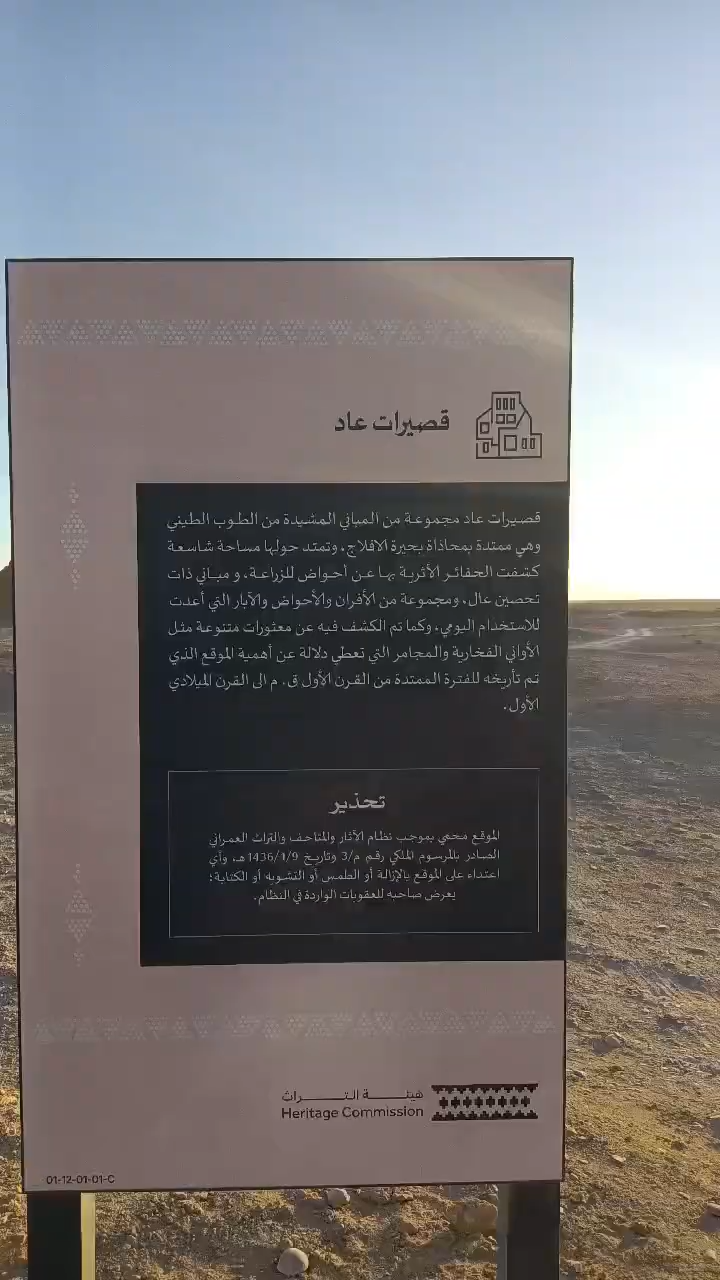 قصيرات عاد
قصيرات عاد مجموعة من المباني المشيدة من الطوب الطيني
وهي ممتدة بمحاذاة بحيرة الافلاج، وتمتد حولها مساحة شاسعة
كشفت الحفائر الأثرية بها عن أحواض للزراعة، و مباني ذات
تحصين عال، ومجموعة من الأفران والأحواض والآبار التي أعدت
للاستخدام اليومي، وكما تم الكشف فيه عن معثورات متنوعة مثل
الأواني الفخارية والمجامر التي تعطي دلالة عن أهمية الموقع الذي
تم تأريخه للفترة الممتدة من القرن الأول ق. م الى القرن الميلادي
الأول.
تحذير
الموقع محمي بموجب نظام الآثار والمتاحف والتراث العمراني
الصادر بالمرسوم الملكي رقم م/3 وتاريخ 1436/1/9هـ، وأي
اعتداء على الموقع بالإزالة أو الطمس أو التشويه أو الكتابة؛
يعرض صاحبه للعقوبات الواردة في النظام.
هيئة التراث
Heritage Commission
01-12-01-01-C